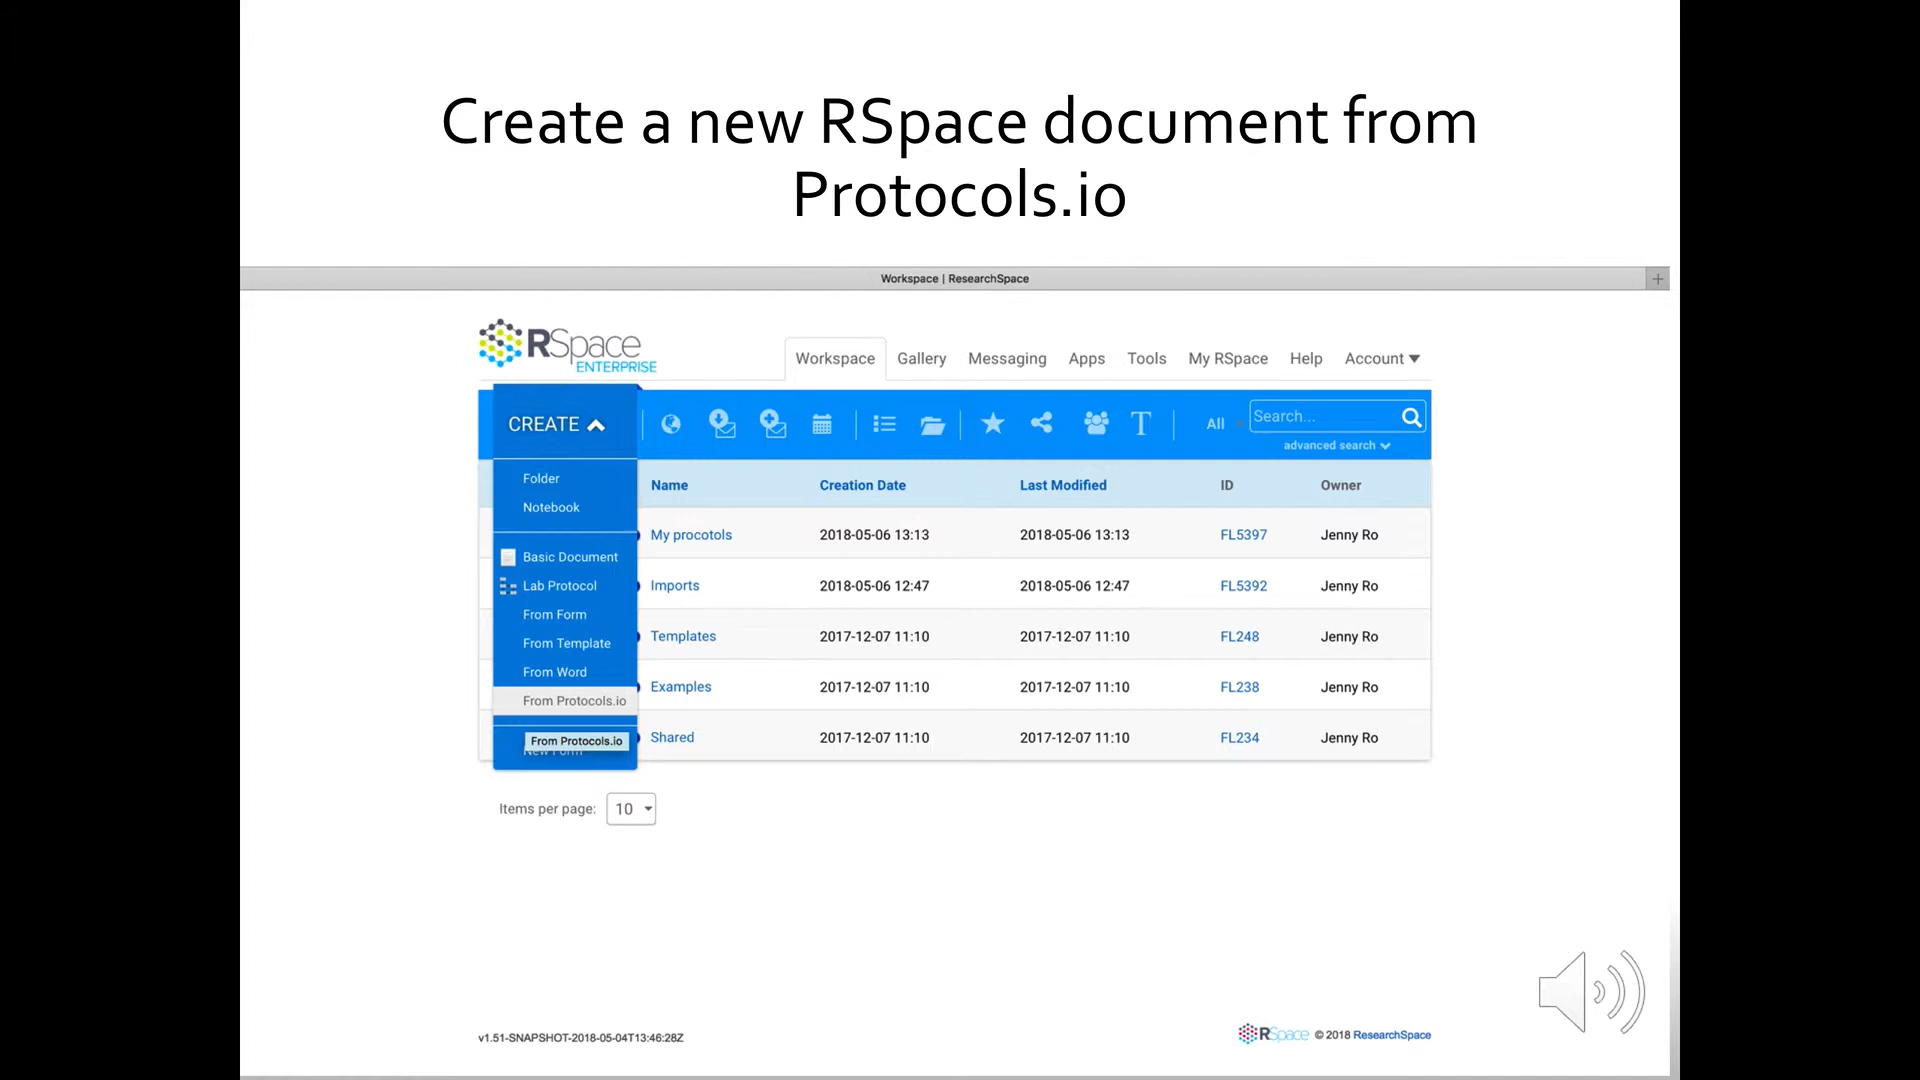 Create a new RSpace document from
Protocols.io
Workspace | ResearchSpace
RSpace
ENTERPRISE
Workspace Gallery Messaging Apps Tools My RSpace Help Account
CREATE All Search...
advanced search
Folder
Notebook
Basic Document
Lab Protocol
From Form
From Template
From Word
From Protocols.io
From Protocols.io
New Form
Name Creation Date Last Modified ID Owner
My procotols 2018-05-06 13:13 2018-05-06 13:13 FL5397 Jenny Ro
Imports 2018-05-06 12:47 2018-05-06 12:47 FL5392 Jenny Ro
Templates 2017-12-07 11:10 2017-12-07 11:10 FL248 Jenny Ro
Examples 2017-12-07 11:10 2017-12-07 11:10 FL238 Jenny Ro
Shared 2017-12-07 11:10 2017-12-07 11:10 FL234 Jenny Ro
Items per page: 10
v1.51-SNAPSHOT-2018-05-04T13:46:28Z
RSpace © 2018 ResearchSpace